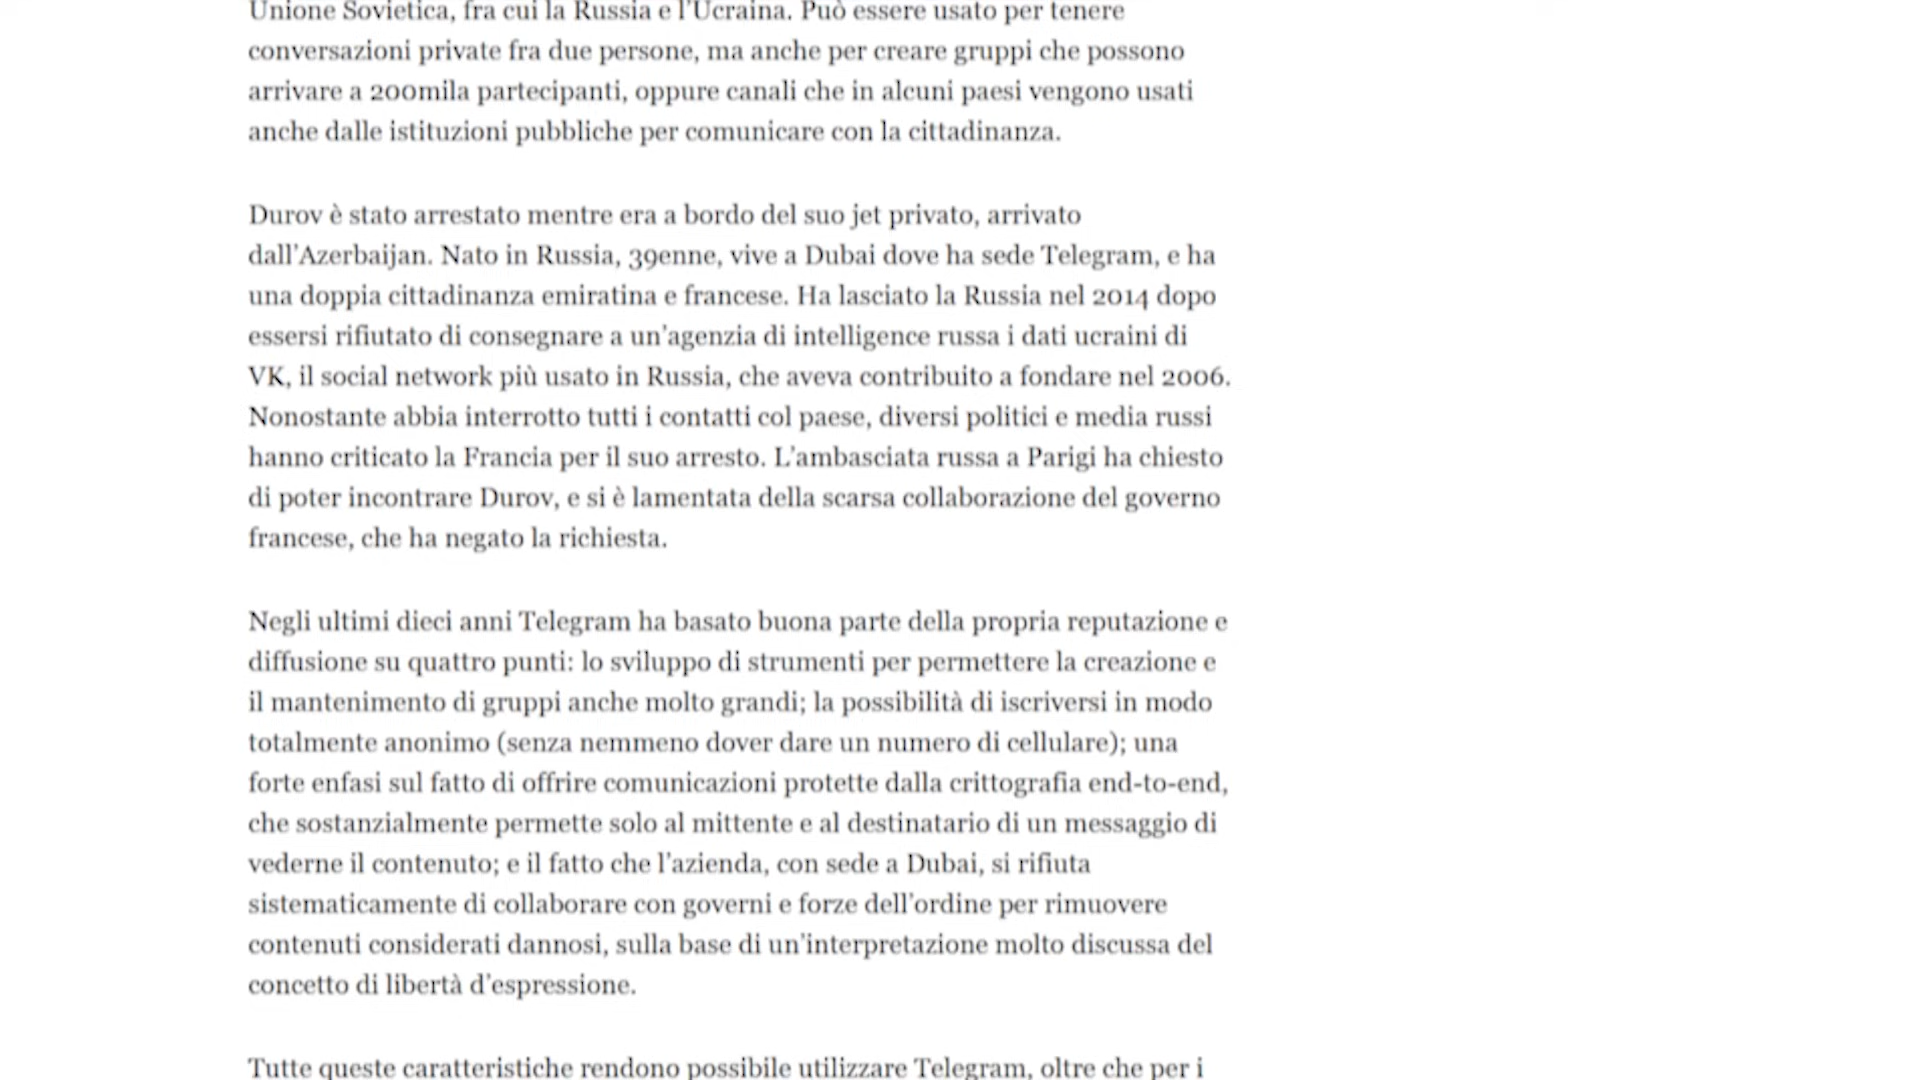 Unione Sovietica, fra cui la Russia e l'Ucraina. Può essere usato per tenere
conversazioni private fra due persone, ma anche per creare gruppi che possono
arrivare a 200mila partecipanti, oppure canali che in alcuni paesi vengono usati
anche dalle istituzioni pubbliche per comunicare con la cittadinanza.
Durov è stato arrestato mentre era a bordo del suo jet privato, arrivato
dall'Azerbaijan. Nato in Russia, 39enne, vive a Dubai dove ha sede Telegram, e ha
una doppia cittadinanza emiratina e francese. Ha lasciato la Russia nel 2014 dopo
essersi rifiutato di consegnare a un'agenzia di intelligence russa i dati ucraini di
VK, il social network più usato in Russia, che aveva contribuito a fondare nel 2006.
Nonostante abbia interrotto tutti i contatti col paese, diversi politici e media russi
hanno criticato la Francia per il suo arresto. L'ambasciata russa a Parigi ha chiesto
di poter incontrare Durov, e si è lamentata della scarsa collaborazione del governo
francese, che ha negato la richiesta.
Negli ultimi dieci anni Telegram ha basato buona parte della propria reputazione e
diffusione su quattro punti: lo sviluppo di strumenti per permettere la creazione e
il mantenimento di gruppi anche molto grandi; la possibilità di iscriversi in modo
totalmente anonimo (senza nemmeno dover dare un numero di cellulare); una
forte enfasi sul fatto di offrire comunicazioni protette dalla crittografia end-to-end,
che sostanzialmente permette solo al mittente e al destinatario di un messaggio di
vederne il contenuto; e il fatto che l'azienda, con sede a Dubai, si rifiuta
sistematicamente di collaborare con governi e forze dell'ordine per rimuovere
contenuti considerati dannosi, sulla base di un'interpretazione molto discussa del
concetto di libertà d'espressione.
Tutte queste caratteristiche rendono possibile utilizzare Telegram, oltre che per i